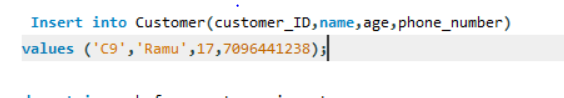 Insert into Customer(customer_ID,name,age,phone_number)
values ('C9','Ramu',17,7096441238);